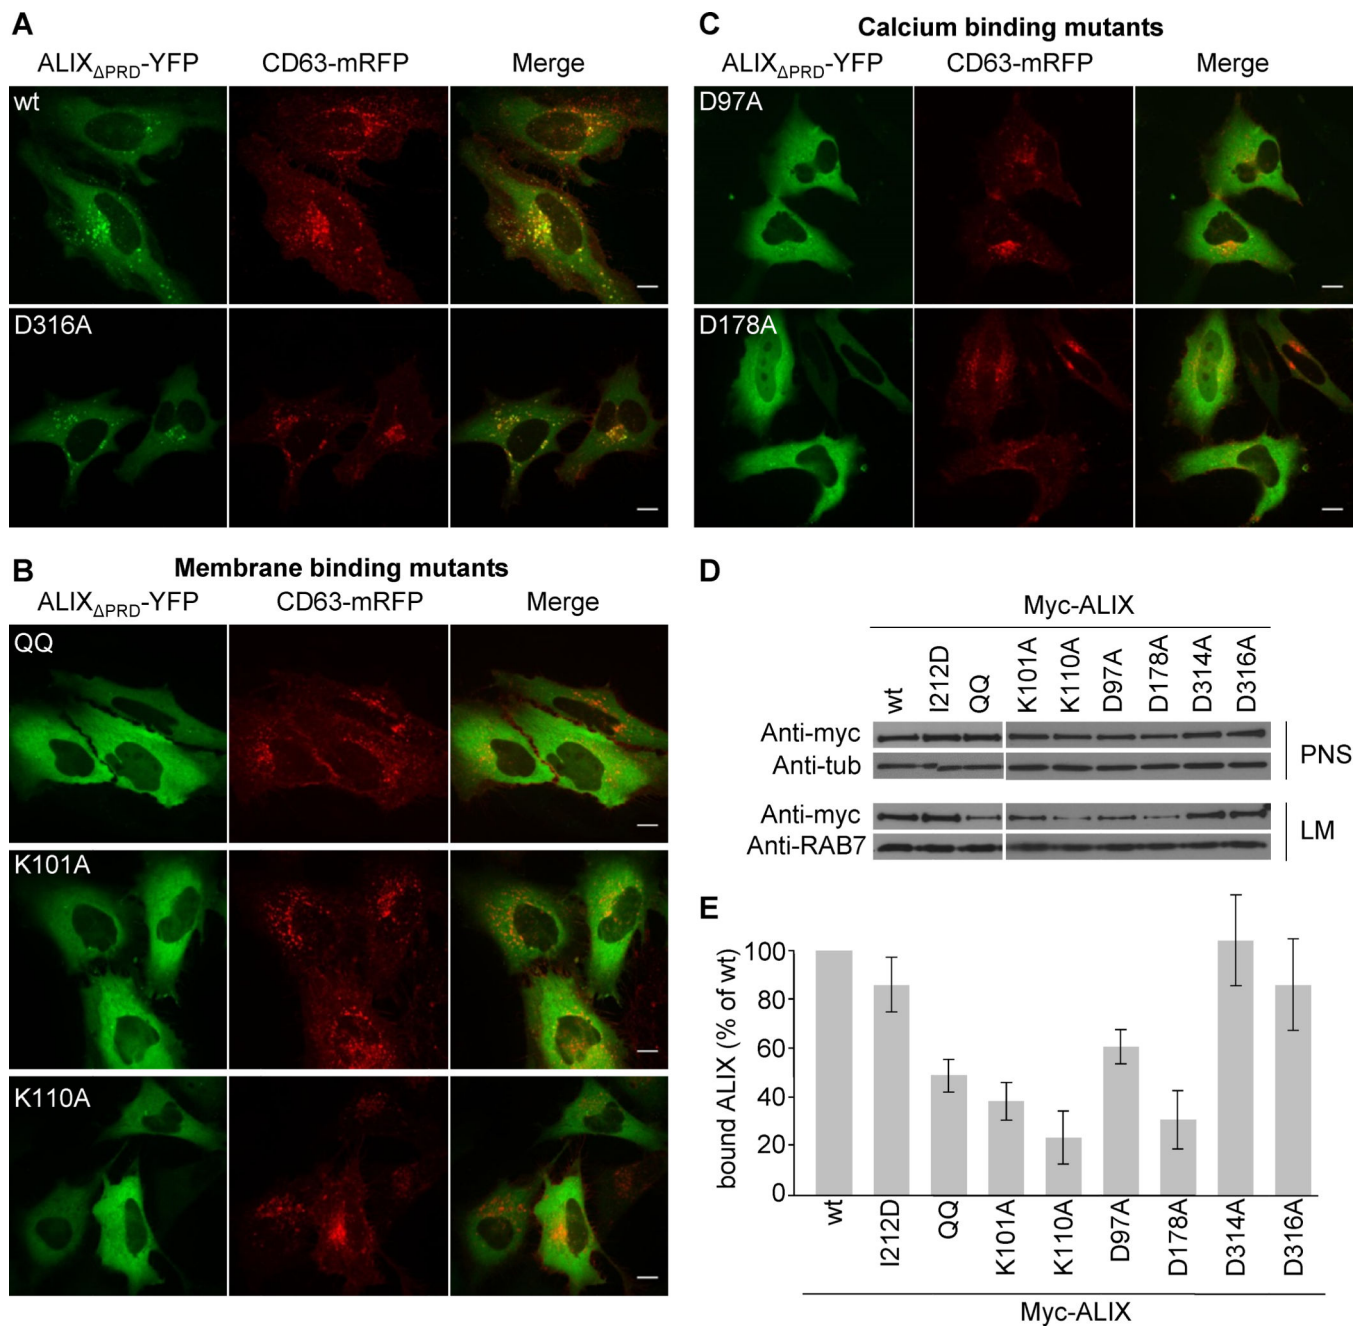 A
ALIXΔPRD-YFP CD63-mRFP Merge
wt
D316A
B
Membrane binding mutants
ALIXΔPRD-YFP CD63-mRFP Merge
QQ
K101A
K110A
C
Calcium binding mutants
ALIXΔPRD-YFP CD63-mRFP Merge
D97A
D178A
D
Myc-ALIX
wt I212D QQ K101A K110A D97A D178A D314A D316A
Anti-myc
Anti-tub
PNS
Anti-myc
Anti-RAB7
LM
E
bound ALIX (% of wt)
100
80
60
40
20
0
wt I212D QQ K101A K110A D97A D178A D314A D316A
Myc-ALIX